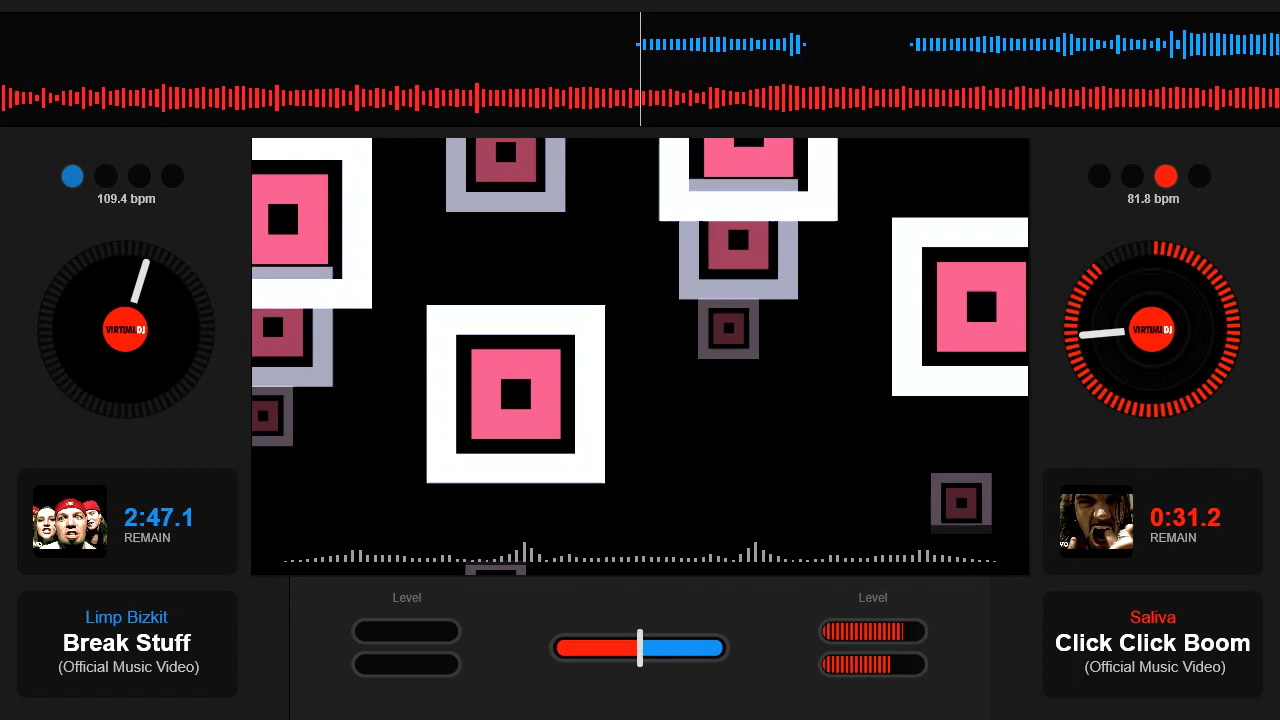 109.4 bpm
81.8 bpm
VIRTUAL DJ
VIRTUAL DJ
2:47.1
REMAIN
0:31.2
REMAIN
Level
Level
Limp Bizkit
Break Stuff
(Official Music Video)
Saliva
Click Click Boom
(Official Music Video)